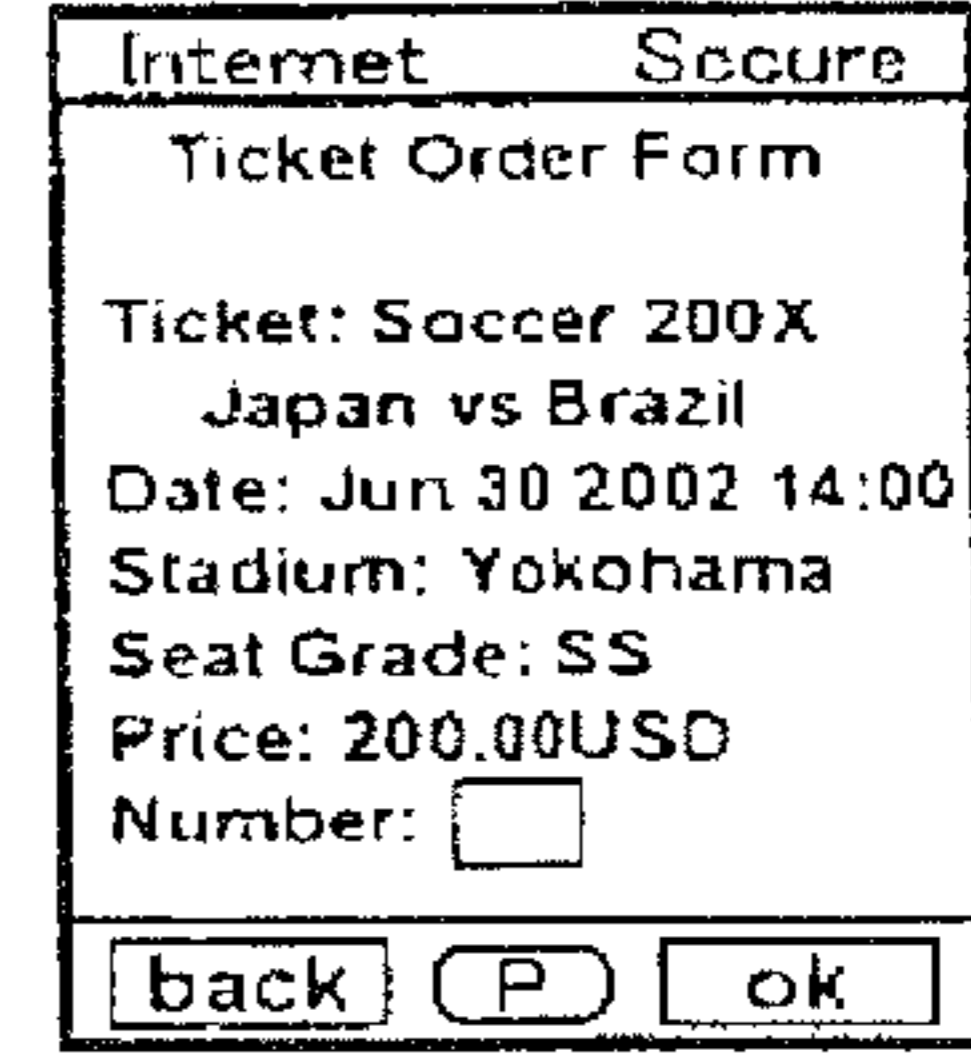 Internet Secure
Ticket Order Form
Ticket: Soccer 200X
Japan vs Brazil
Date: Jun 30 2002 14:00
Stadium: Yokohama
Seat Grade: SS
Price: 200.00USD
Number:
back P ok